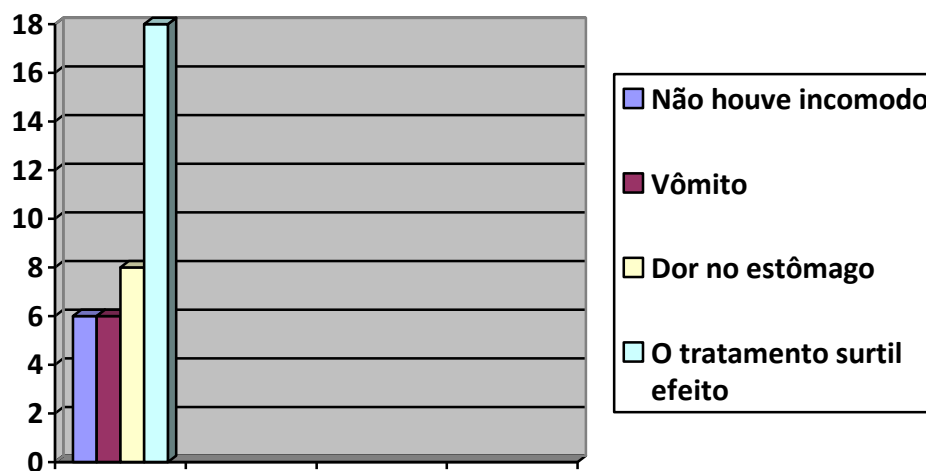 18
16
14
12
10
8
6
4
2
0
Não houve incomodo
Vômito
Dor no estômago
O tratamento surtil
efeito